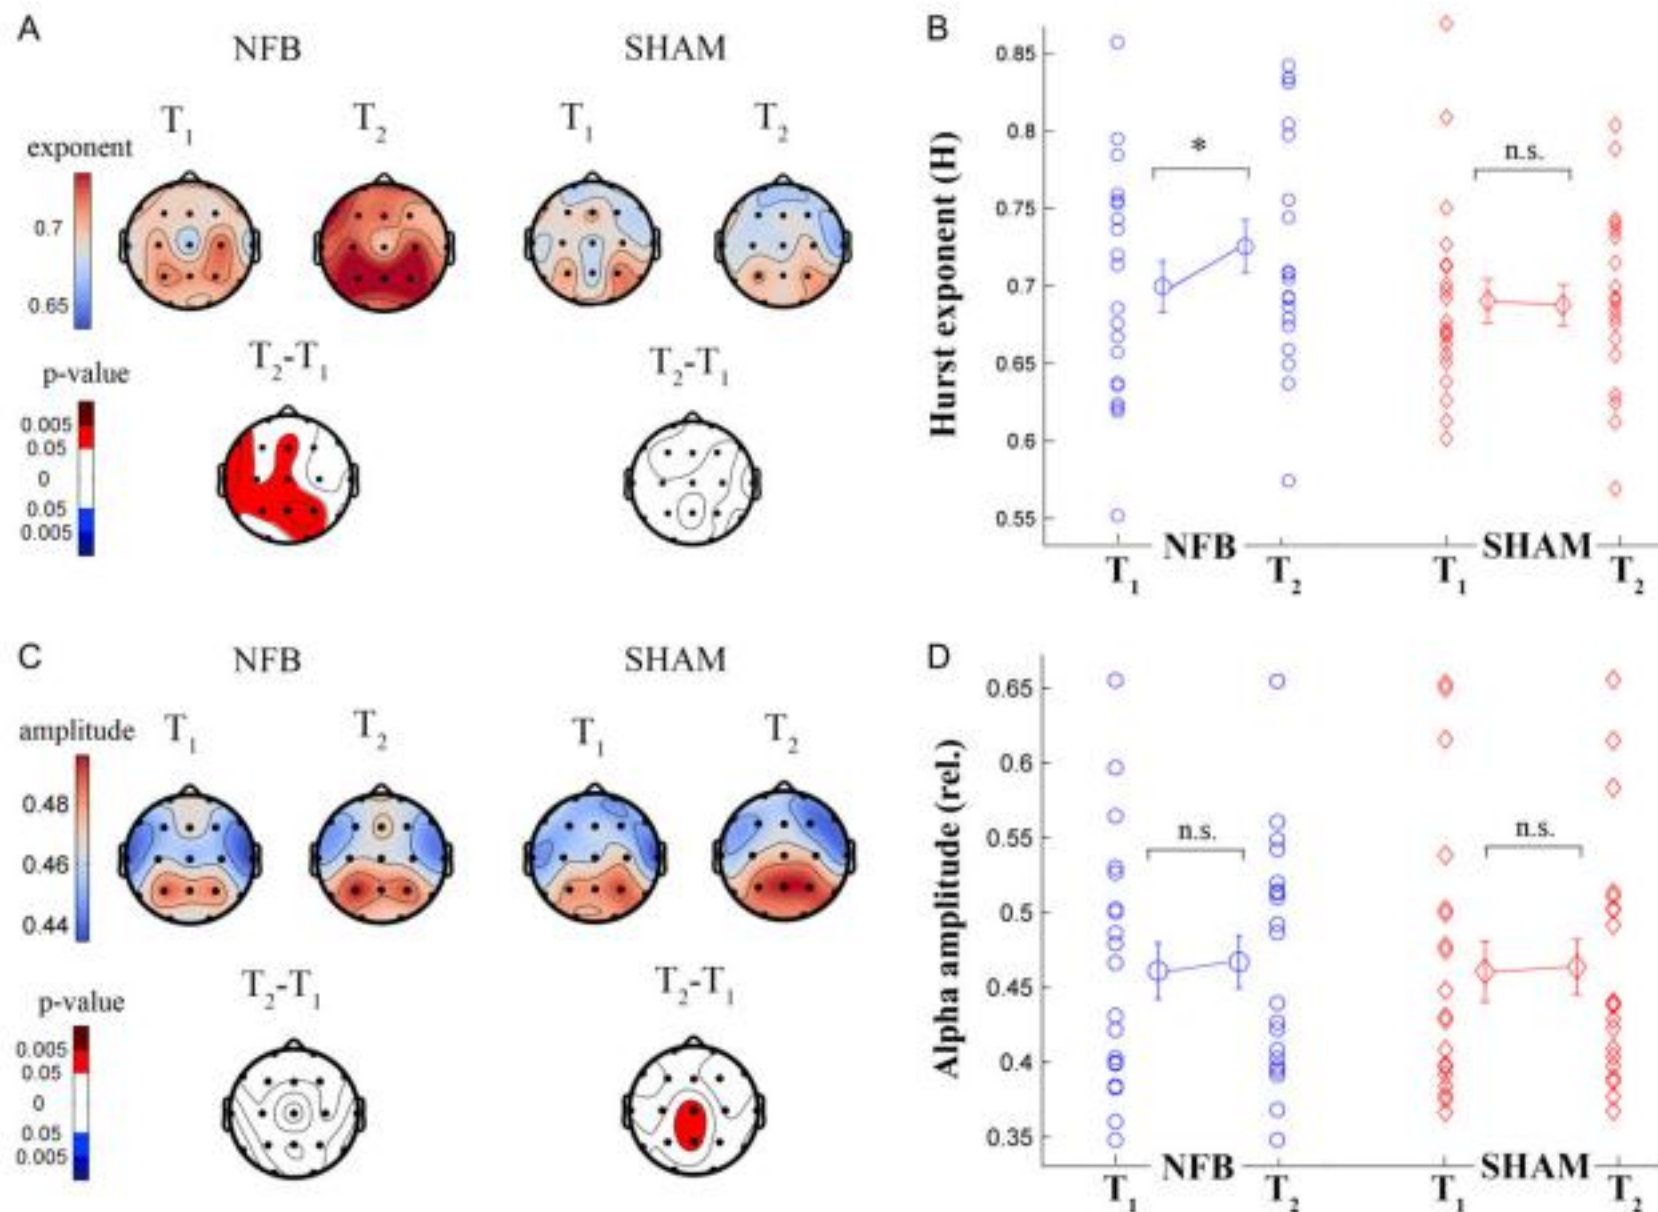 A
NFB
SHAM
T1
T2
T1
T2
exponent
0.7
0.65
T2-T1
T2-T1
p-value
0.005
0.05
0
0.05
0.005
B
Hurst exponent (H)
0.85
0.8
0.75
0.7
0.65
0.6
0.55
*
n.s.
NFB
SHAM
T1
T2
T1
T2
C
NFB
SHAM
amplitude
T1
T2
T1
T2
0.48
0.46
0.44
T2-T1
T2-T1
p-value
0.005
0.05
0
0.05
0.005
D
Alpha amplitude (rel.)
0.65
0.6
0.55
0.5
0.45
0.4
0.35
n.s.
n.s.
NFB
SHAM
T1
T2
T1
T2